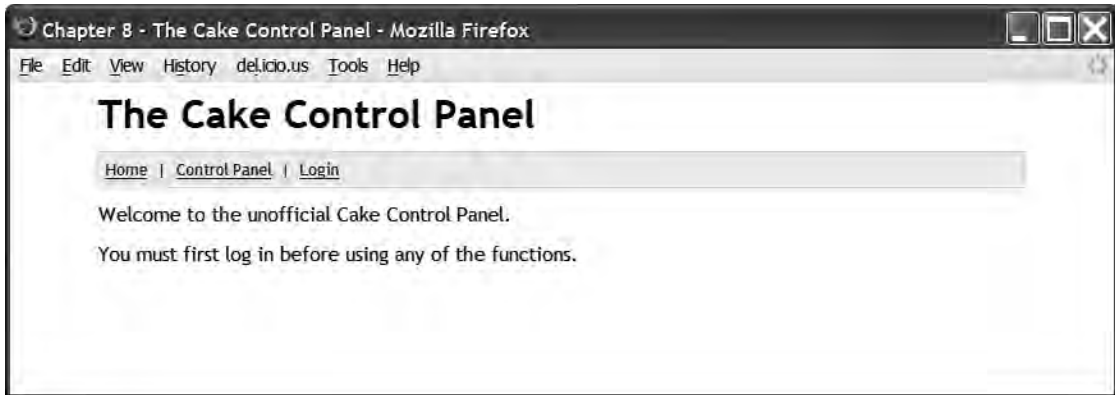 Chapter 8 - The Cake Control Panel - Mozilla Firefox
File Edit View History del.icio.us Tools Help
The Cake Control Panel
Home | Control Panel | Login
Welcome to the unofficial Cake Control Panel.
You must first log in before using any of the functions.